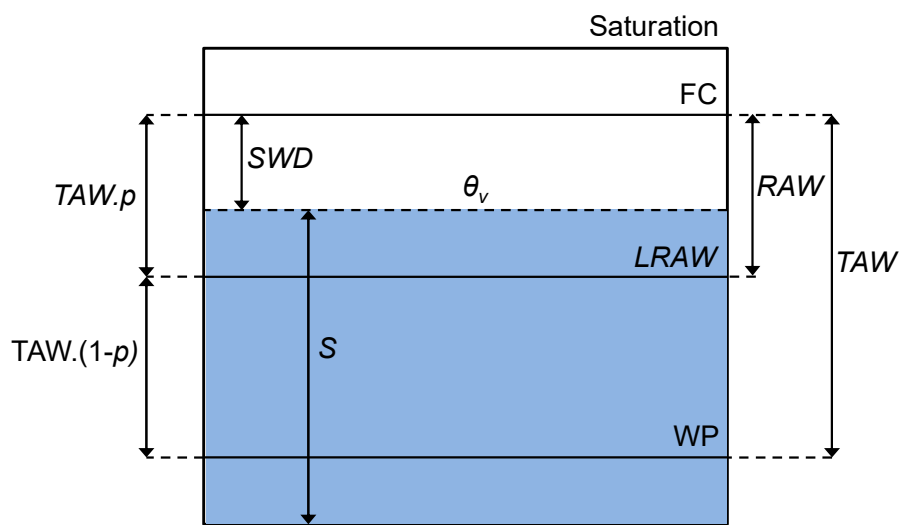 Saturation
FC
SWD
TAW.p
RAW
θv
LRAW
TAW
TAW.(1-p)
S
WP